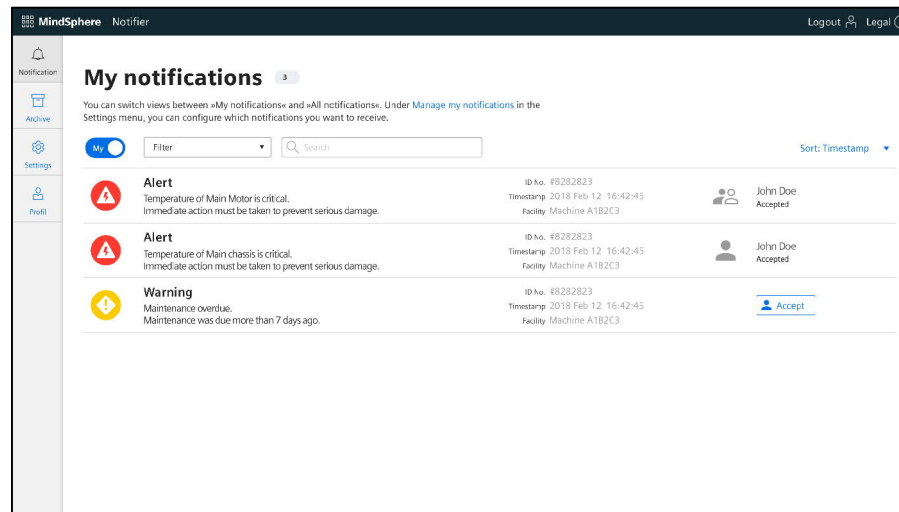 MindSphere Notifier
Logout Legal
Notification
Archive
Settings
Profil
My notifications 3
You can switch views between »My notifications« and »All notifications«. Under Manage my notifications in the
Settings menu, you can configure which notifications you want to receive.
My Filter Search Sort: Timestamp
Alert
Temperature of Main Motor is critical.
Immediate action must be taken to prevent serious damage.
ID No. #8282823
Timestamp 2018 Feb 12 16:42:45
Facility Machine A1B2C3
John Doe
Accepted
Alert
Temperature of Main chassis is critical.
Immediate action must be taken to prevent serious damage.
ID No. #8282823
Timestamp 2018 Feb 12 16:42:45
Facility Machine A1B2C3
John Doe
Accepted
Warning
Maintenance overdue.
Maintenance was due more than 7 days ago.
ID No. #8282823
Timestamp 2018 Feb 12 16:42:45
Facility Machine A1B2C3
Accept